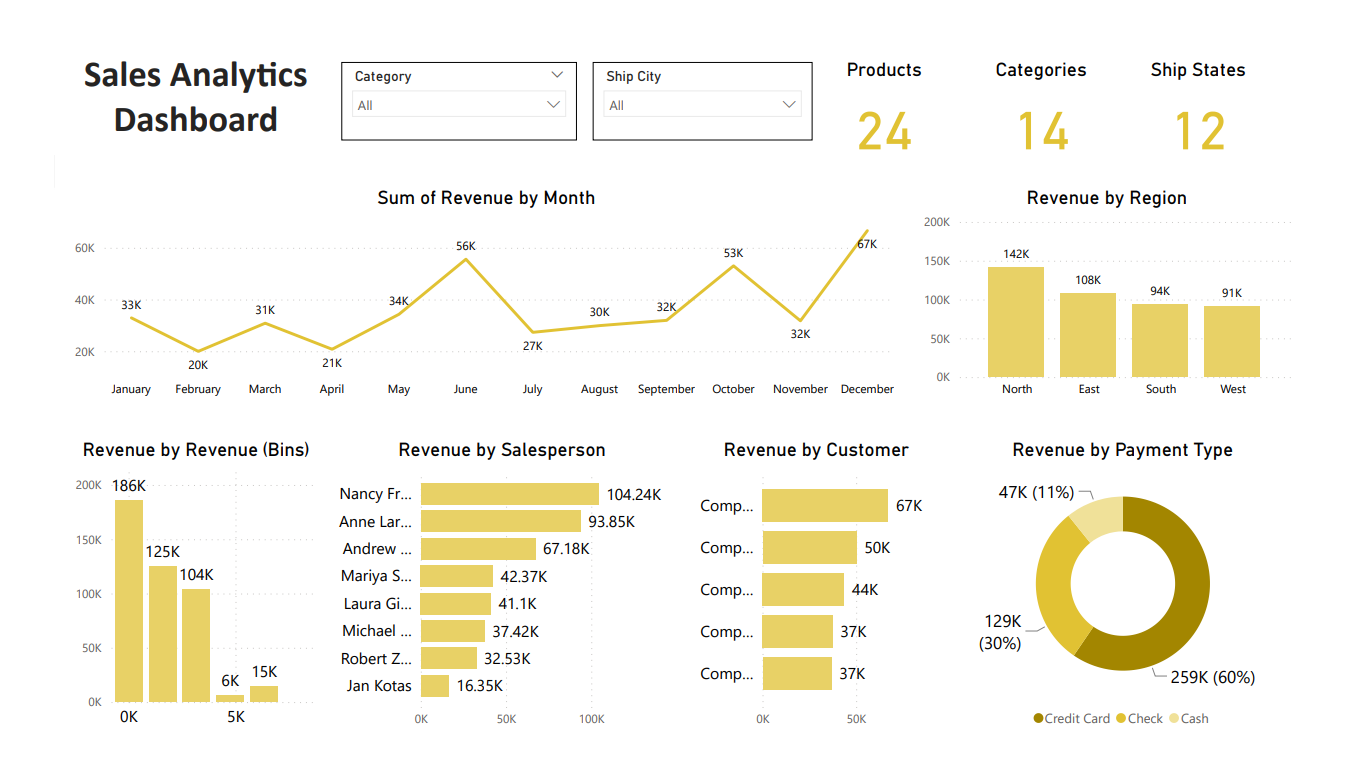 Sales Analytics
Dashboard
Category
All
Ship City
All
Products
24
Categories
14
Ship States
12
Sum of Revenue by Month
60K
40K
20K
33K
20K
31K
21K
34K
56K
27K
30K
32K
53K
32K
67K
January February March April May June July August September October November December
Revenue by Region
200K
150K
100K
50K
0K
142K
108K
94K
91K
North East South West
Revenue by Revenue (Bins)
200K
150K
100K
50K
0K
186K
125K
104K
6K
15K
0K 5K
Revenue by Salesperson
Nancy Fr... 104.24K
Anne Lar... 93.85K
Andrew ... 67.18K
Mariya S... 42.37K
Laura Gi... 41.1K
Michael ... 37.42K
Robert Z... 32.53K
Jan Kotas 16.35K
0K 50K 100K
Revenue by Customer
Comp... 67K
Comp... 50K
Comp... 44K
Comp... 37K
Comp... 37K
0K 50K
Revenue by Payment Type
47K (11%)
129K
(30%)
259K (60%)
Credit Card Check Cash